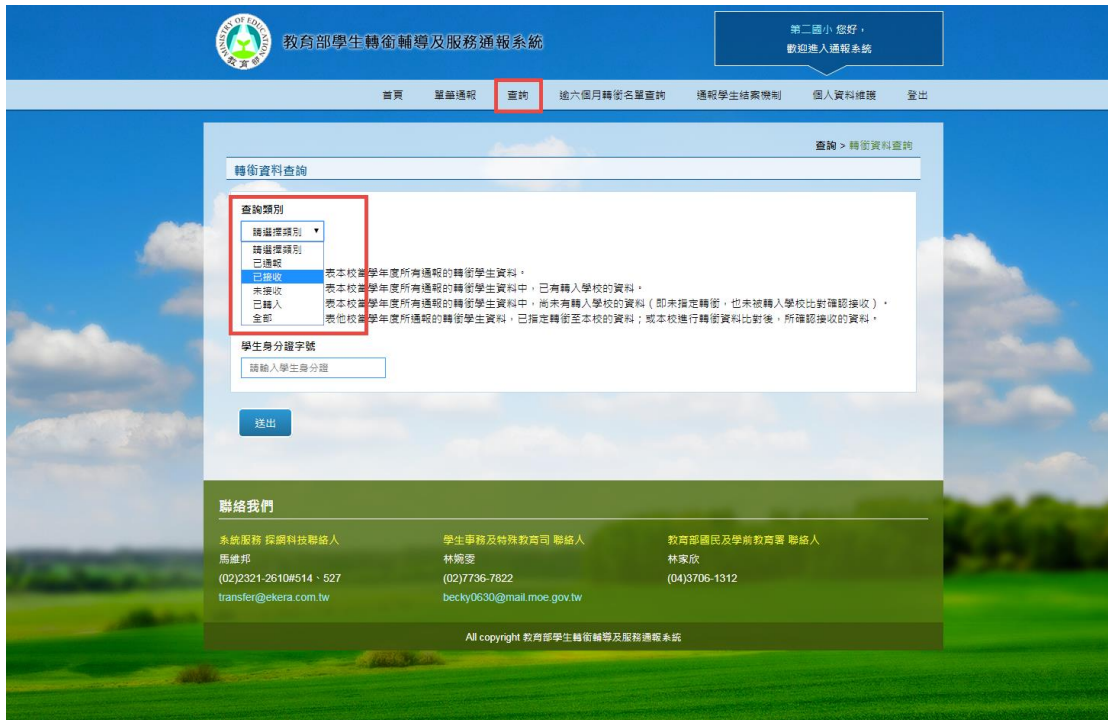 MINISTRY OF EDUCATION
教育部
教育部學生轉銜輔導及服務通報系統
第二國小 您好，
歡迎進入通報系統
首頁 單筆通報 查詢 逾六個月轉銜名單查詢 通報學生結案機制 個人資料維護 登出
查詢 > 轉銜資料查詢
轉銜資料查詢
查詢類別
請選擇類別
請選擇類別
已通報
已接收 表本校當學年度所有通報的轉銜學生資料。
未接收 表本校當學年度所有通報的轉銜學生資料中，已有轉入學校的資料。
已轉入 表本校當學年度所有通報的轉銜學生資料中，尚未有轉入學校的資料（即未指定轉銜，也未被轉入學校比對確認接收）。
全部 表他校當學年度所通報的轉銜學生資料，已指定轉銜至本校的資料；或本校進行轉銜資料比對後，所確認接收的資料。
學生身分證字號
請輸入學生身分證
送出
聯絡我們
系統服務 探網科技聯絡人 學生事務及特殊教育司 聯絡人 教育部國民及學前教育署 聯絡人
馬維邦 林婉雯 林家欣
(02)2321-2610#514、527 (02)7736-7822 (04)3706-1312
transfer@ekera.com.tw becky0630@mail.moe.gov.tw
All copyright 教育部學生轉銜輔導及服務通報系統